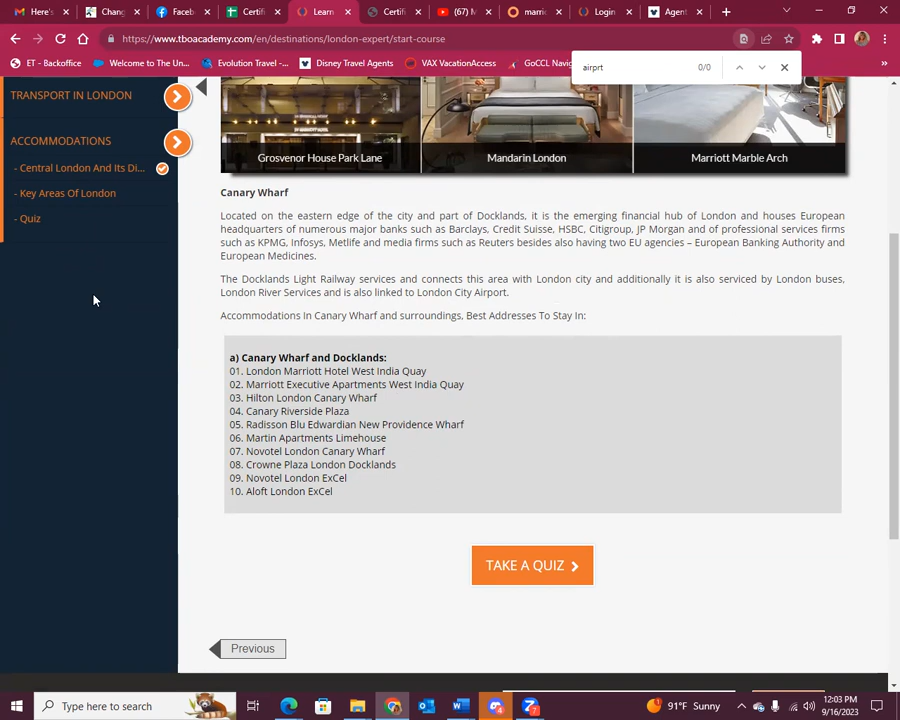 Here's
Chang
Faceb
Certifi
Learn
Certifi
(67) M
marri
Login
Agent
https://www.tboacademy.com/en/destinations/london-expert/start-course
ET - Backoffice
Welcome to the Un...
Evolution Travel -...
Disney Travel Agents
VAX VacationAccess
GoCCL Navig
airprt
0/0
TRANSPORT IN LONDON
ACCOMMODATIONS
- Central London And Its Di...
- Key Areas Of London
- Quiz
Grosvenor House Park Lane
Mandarin London
Marriott Marble Arch
Canary Wharf
Located on the eastern edge of the city and part of Docklands, it is the emerging financial hub of London and houses European
headquarters of numerous major banks such as Barclays, Credit Suisse, HSBC, Citigroup, JP Morgan and of professional services firms
such as KPMG, Infosys, Metlife and media firms such as Reuters besides also having two EU agencies – European Banking Authority and
European Medicines.
The Docklands Light Railway services and connects this area with London city and additionally it is also serviced by London buses,
London River Services and is also linked to London City Airport.
Accommodations In Canary Wharf and surroundings, Best Addresses To Stay In:
a) Canary Wharf and Docklands:
01. London Marriott Hotel West India Quay
02. Marriott Executive Apartments West India Quay
03. Hilton London Canary Wharf
04. Canary Riverside Plaza
05. Radisson Blu Edwardian New Providence Wharf
06. Martin Apartments Limehouse
07. Novotel London Canary Wharf
08. Crowne Plaza London Docklands
09. Novotel London ExCel
10. Aloft London ExCel
TAKE A QUIZ
Previous
Type here to search
91°F Sunny
12:03 PM
9/16/2023